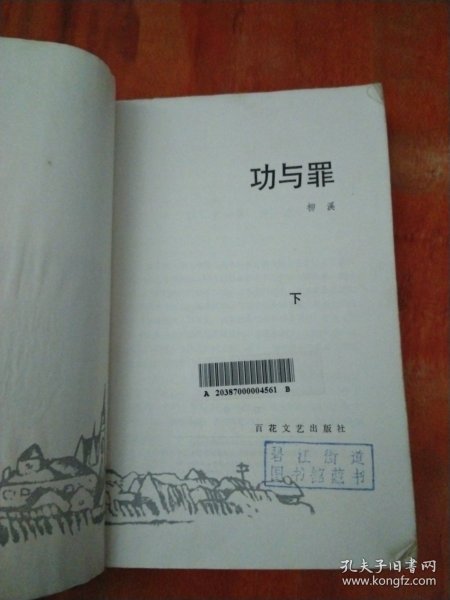 功与罪
柳溪
下
A 20387000004561 B
百花文艺出版社
碧江街道
图书馆藏书
孔夫子旧书网
www.kongfz.com